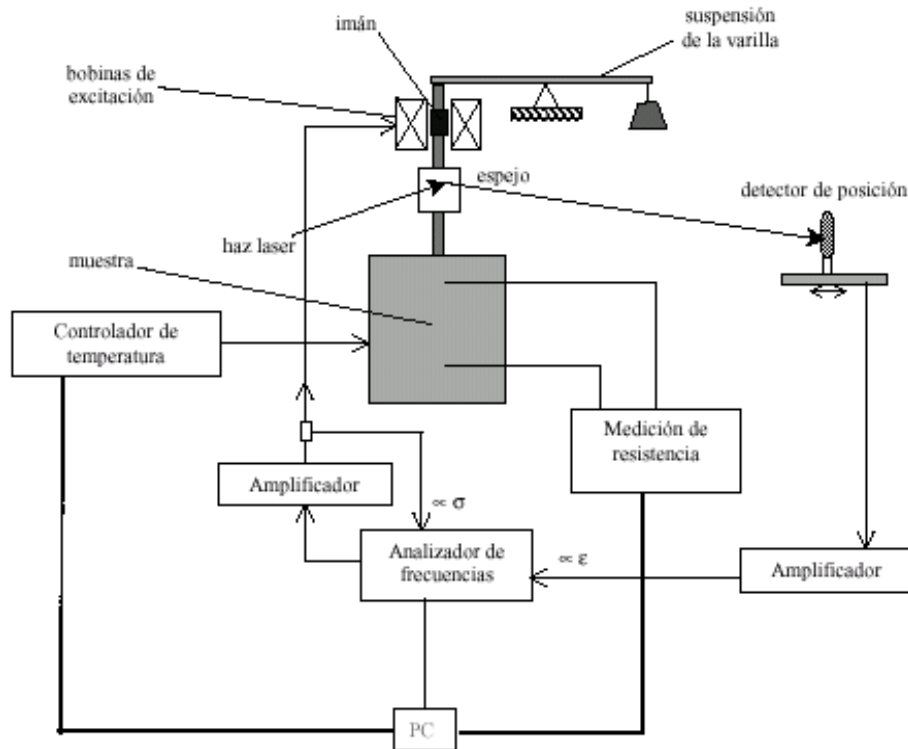 imán
suspensión
de la varilla
bobinas de
excitación
espejo
detector de posición
haz laser
muestra
Controlador de
temperatura
Medición de
resistencia
Amplificador
∝ σ
Analizador de
frecuencias
∝ ε
Amplificador
PC